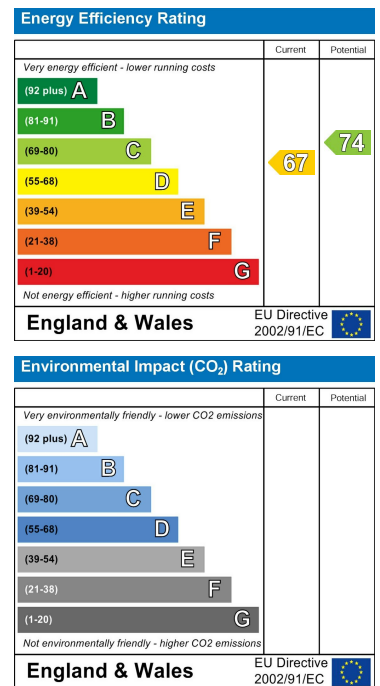 Energy Efficiency Rating
Current Potential
Very energy efficient - lower running costs
(92 plus) A
(81-91) B
(69-80) C
(55-68) D
(39-54) E
(21-38) F
(1-20) G
67
74
Not energy efficient - higher running costs
England & Wales
EU Directive
2002/91/EC
Environmental Impact (CO₂) Rating
Current Potential
Very environmentally friendly - lower CO2 emissions
(92 plus) A
(81-91) B
(69-80) C
(55-68) D
(39-54) E
(21-38) F
(1-20) G
Not environmentally friendly - higher CO2 emissions
England & Wales
EU Directive
2002/91/EC